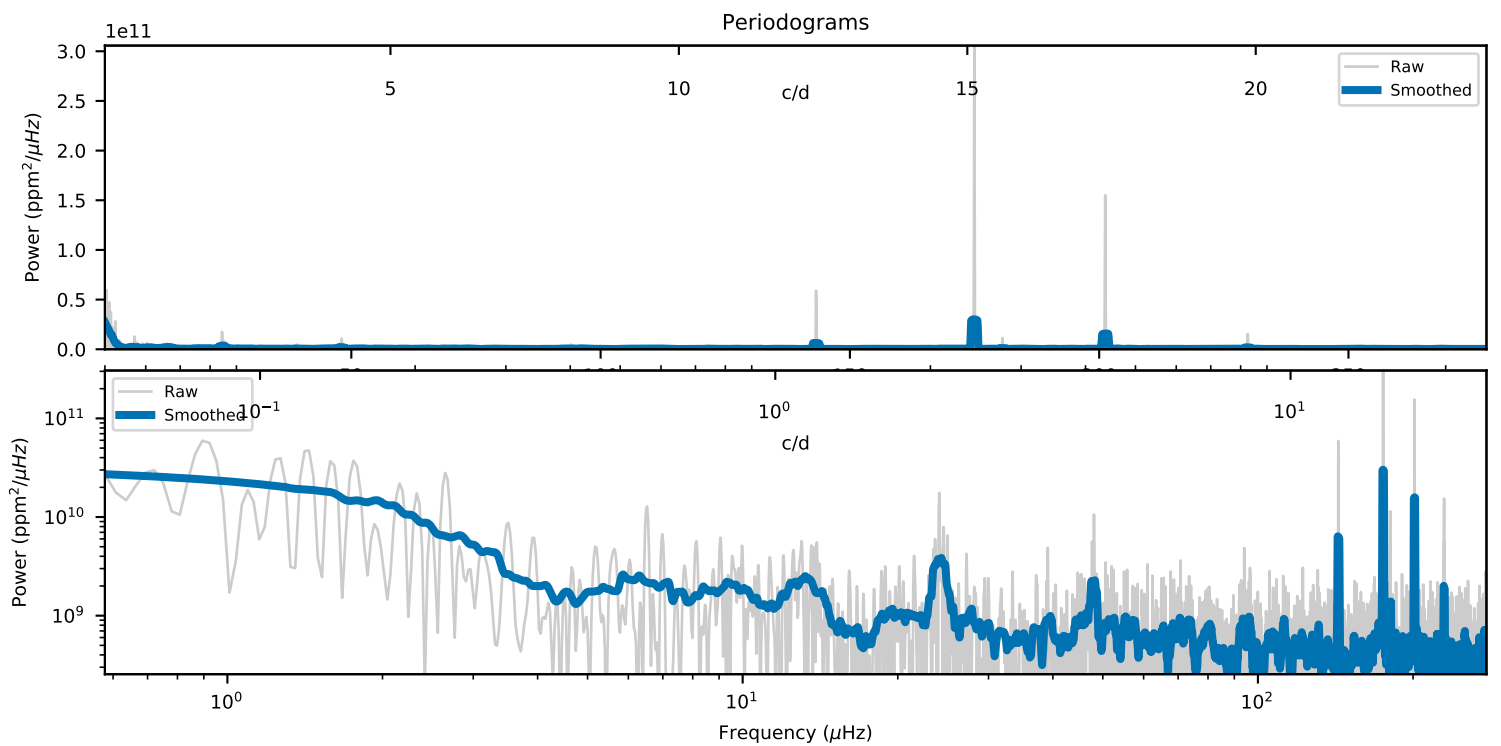 Periodograms
1e11
3.0
2.5
2.0
1.5
1.0
0.5
0.0
Power (ppm²/μHz)
5
10
15
20
c/d
Raw
Smoothed
10¹¹
10¹⁰
10⁹
Power (ppm²/μHz)
Raw
Smoothed
10⁻¹
10⁰
10¹
c/d
10⁰
10¹
10²
Frequency (μHz)